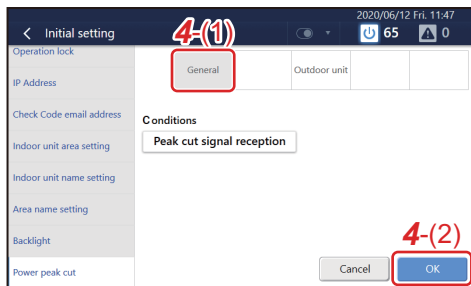 2020/06/12 Fri. 11:47
Initial setting
4-(1)
65
0
Operation lock
IP Address
Check Code email address
Indoor unit area setting
Indoor unit name setting
Area name setting
Backlight
Power peak cut
General
Outdoor unit
Conditions
Peak cut signal reception
4-(2)
Cancel
OK